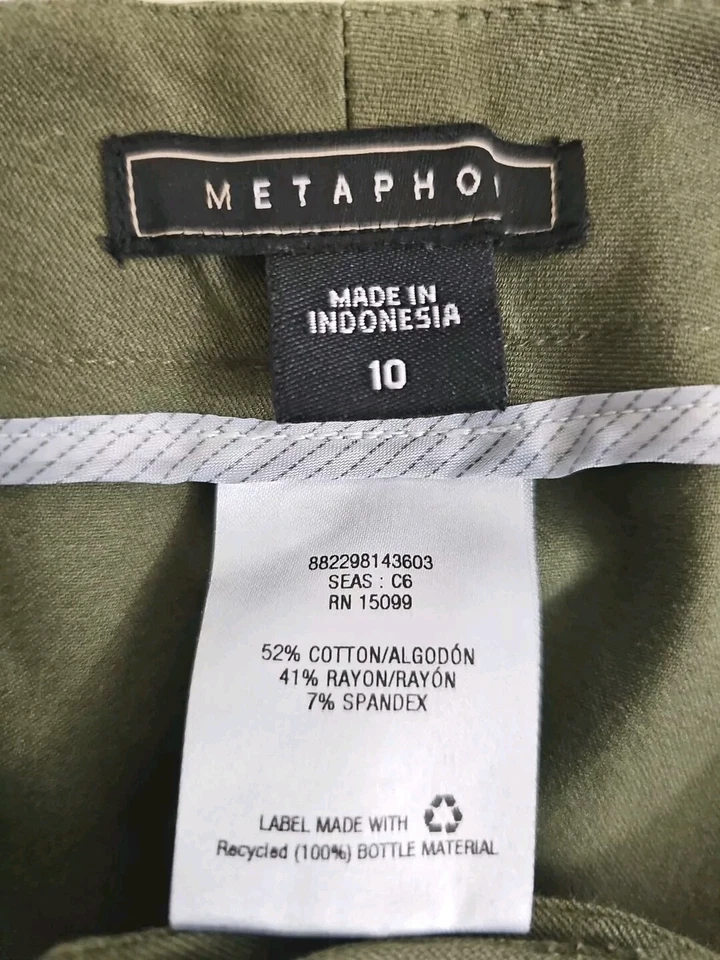 METAPHO
MADE IN
INDONESIA
10
882298143603
SEAS : C6
RN 15099
52% COTTON/ALGODÓN
41% RAYON/RAYÓN
7% SPANDEX
LABEL MADE WITH
Recycled (100%) BOTTLE MATERIAL